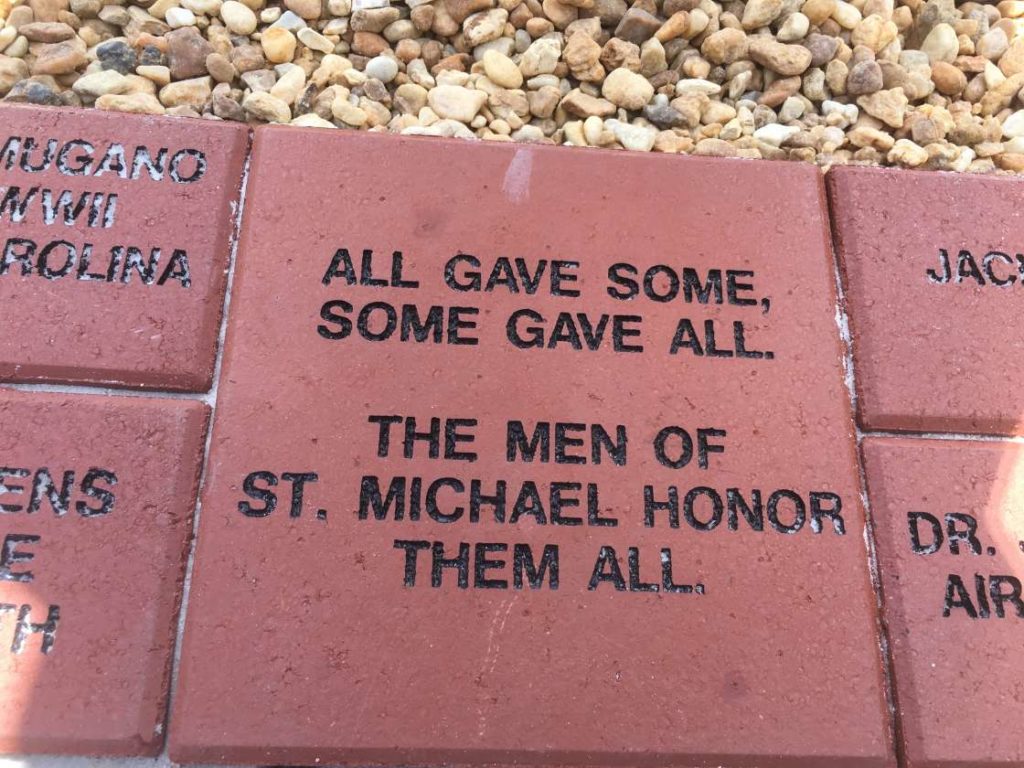 MUGANO
WWII
ROLINA
ALL GAVE SOME,
SOME GAVE ALL.
THE MEN OF
ST. MICHAEL HONOR
THEM ALL.
ENS
E
TH
JAC
DR.
AIR